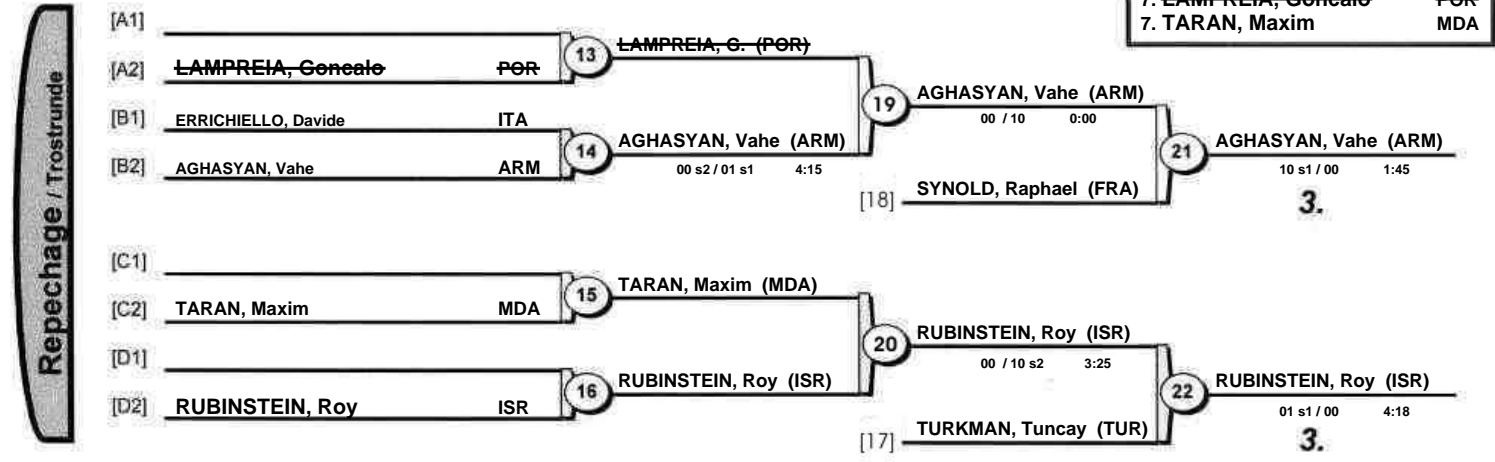 7. LAMPREIA, Goncalo POR
7. TARAN, Maxim MDA
Repechage / Trostrunde
[A1]
[A2] LAMPREIA, Goncalo POR
13 LAMPREIA, G. (POR)
[B1] ERRICHIELLO, Davide ITA
[B2] AGHASYAN, Vahe ARM
14 AGHASYAN, Vahe (ARM)
00 s2 / 01 s1 4:15
19 AGHASYAN, Vahe (ARM)
00 / 10 0:00
[18] SYNOLD, Raphael (FRA)
21 AGHASYAN, Vahe (ARM)
10 s1 / 00 1:45
3.
[C1]
[C2] TARAN, Maxim MDA
15 TARAN, Maxim (MDA)
[D1]
[D2] RUBINSTEIN, Roy ISR
16 RUBINSTEIN, Roy (ISR)
20 RUBINSTEIN, Roy (ISR)
00 / 10 s2 3:25
[17] TURKMAN, Tuncay (TUR)
22 RUBINSTEIN, Roy (ISR)
01 s1 / 00 4:18
3.